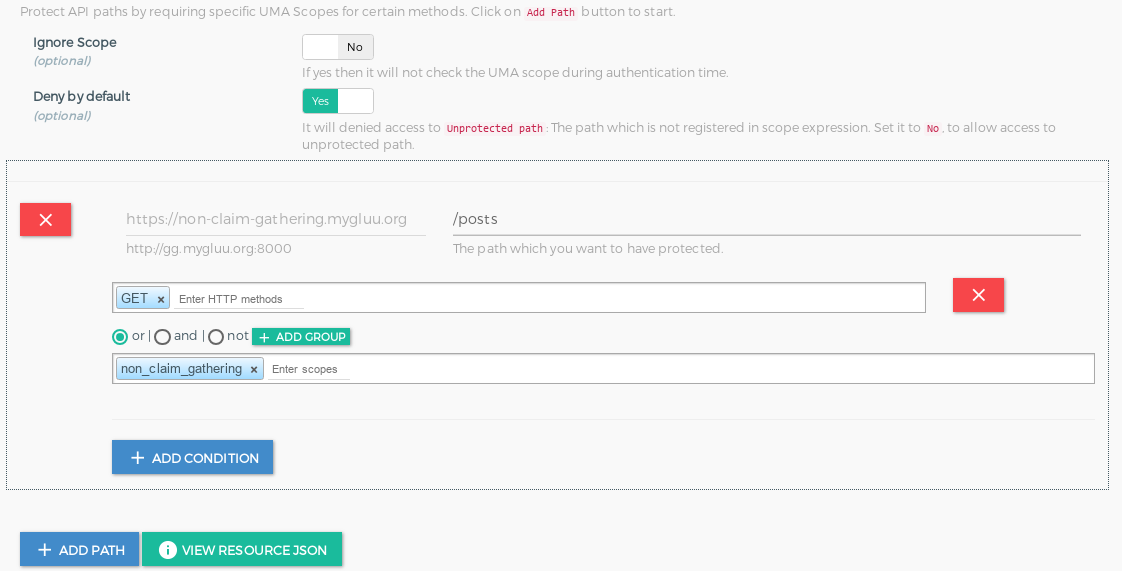 Protect API paths by requiring specific UMA Scopes for certain methods. Click on Add Path button to start.
Ignore Scope
(optional)
No
If yes then it will not check the UMA scope during authentication time.
Deny by default
(optional)
Yes
It will denied access to Unprotected path: The path which is not registered in scope expression. Set it to No, to allow access to
unprotected path.
https://non-claim-gathering.mygluu.org
/posts
http://gg.mygluu.org:8000
The path which you want to have protected.
GET × Enter HTTP methods
or | and | not + ADD GROUP
non_claim_gathering × Enter scopes
+ ADD CONDITION
+ ADD PATH
VIEW RESOURCE JSON